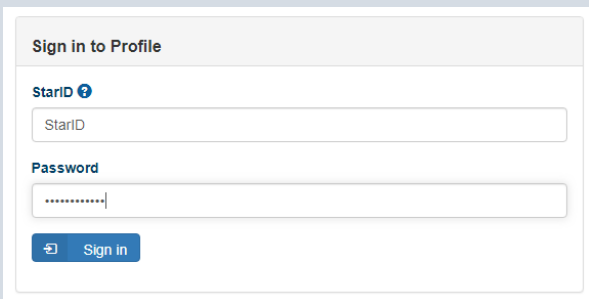 Sign in to Profile
StarID ?
StarID
Password
••••••••••••
Sign in